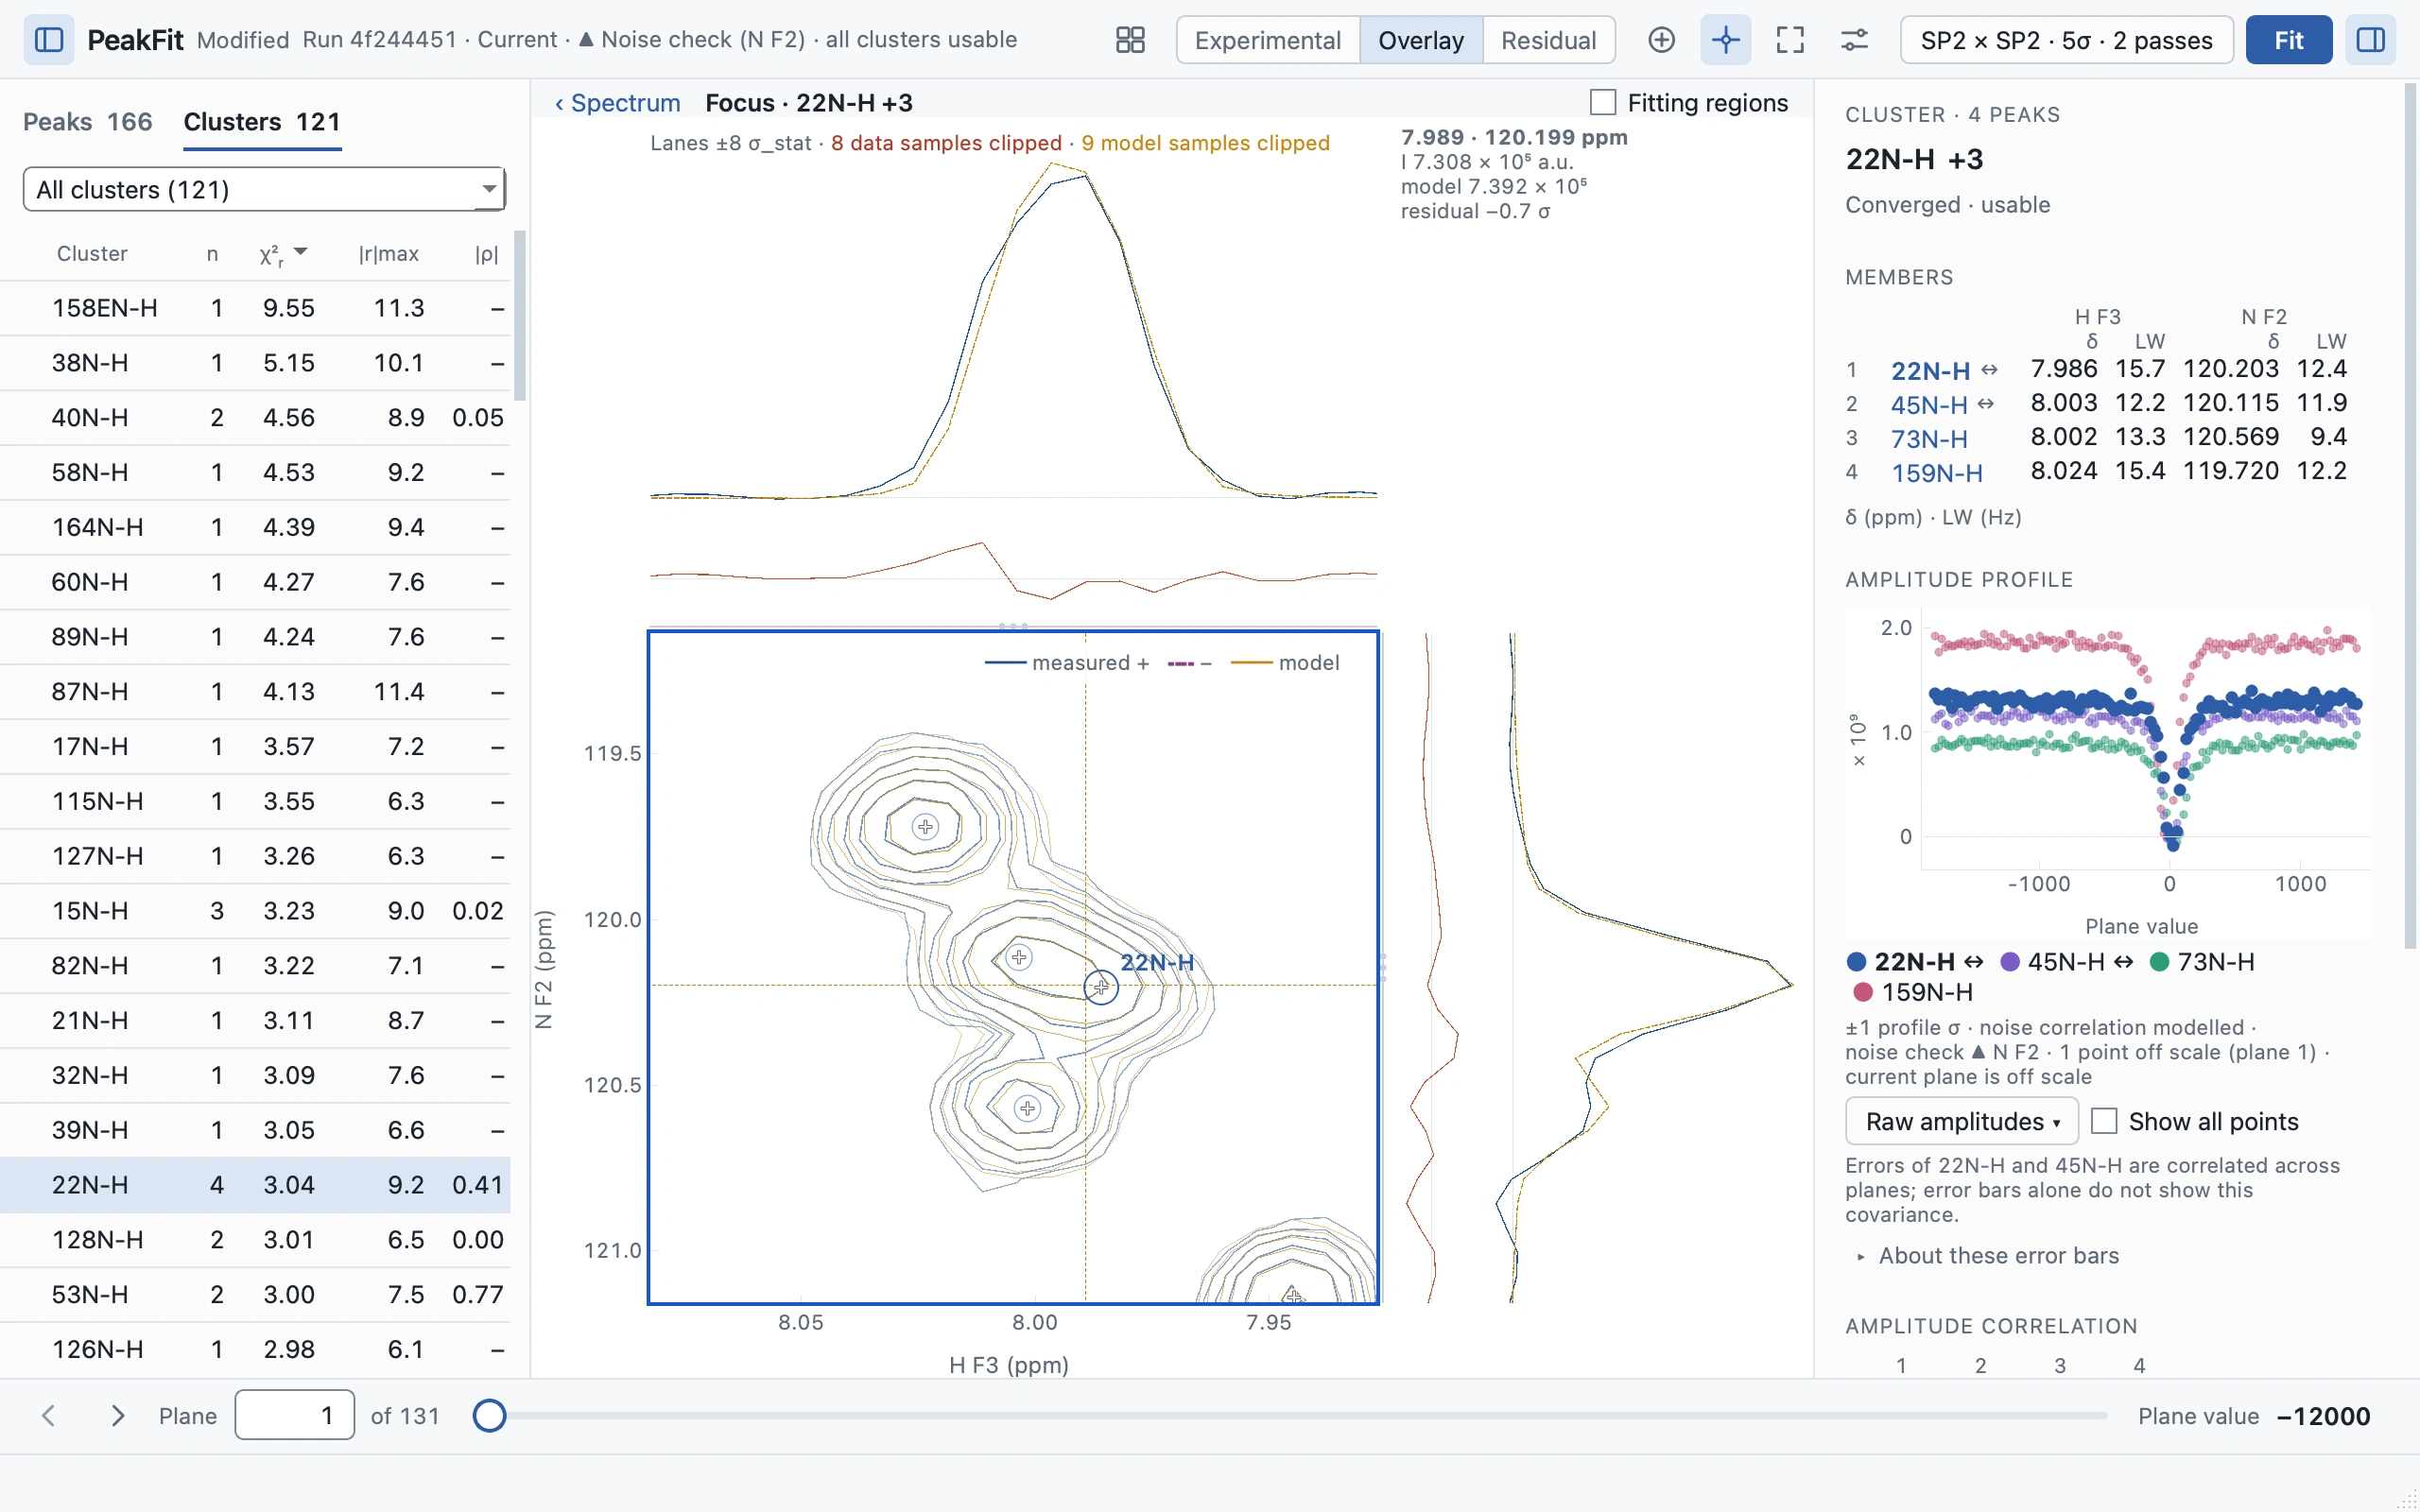 PeakFit Modified Run 4f244451 · Current · ▲ Noise check (N F2) · all clusters usable
Experimental Overlay Residual
SP2 × SP2 · 5σ · 2 passes Fit
Peaks 166 Clusters 121
All clusters (121)
Cluster n χ²r |r|max |ρ|
158EN-H 1 9.55 11.3 –
38N-H 1 5.15 10.1 –
40N-H 2 4.56 8.9 0.05
58N-H 1 4.53 9.2 –
164N-H 1 4.39 9.4 –
60N-H 1 4.27 7.6 –
89N-H 1 4.24 7.6 –
87N-H 1 4.13 11.4 –
17N-H 1 3.57 7.2 –
115N-H 1 3.55 6.3 –
127N-H 1 3.26 6.3 –
15N-H 3 3.23 9.0 0.02
82N-H 1 3.22 7.1 –
21N-H 1 3.11 8.7 –
32N-H 1 3.09 7.6 –
39N-H 1 3.05 6.6 –
22N-H 4 3.04 9.2 0.41
128N-H 2 3.01 6.5 0.00
53N-H 2 3.00 7.5 0.77
126N-H 1 2.98 6.1 –
‹ Spectrum Focus · 22N-H +3
Fitting regions
Lanes ±8 σ_stat · 8 data samples clipped · 9 model samples clipped
7.989 · 120.199 ppm
I 7.308 × 10⁵ a.u.
model 7.392 × 10⁵
residual −0.7 σ
measured + – model
22N-H
119.5
120.0
120.5
121.0
N F2 (ppm)
8.05 8.00 7.95
H F3 (ppm)
CLUSTER · 4 PEAKS
22N-H +3
Converged · usable
MEMBERS
H F3 N F2
δ LW δ LW
1 22N-H ↔ 7.986 15.7 120.203 12.4
2 45N-H ↔ 8.003 12.2 120.115 11.9
3 73N-H 8.002 13.3 120.569 9.4
4 159N-H 8.024 15.4 119.720 12.2
δ (ppm) · LW (Hz)
AMPLITUDE PROFILE
2.0
1.0
0
× 10⁹
-1000 0 1000
Plane value
22N-H ↔ 45N-H ↔ 73N-H
159N-H
±1 profile σ · noise correlation modelled ·
noise check ▲ N F2 · 1 point off scale (plane 1) ·
current plane is off scale
Raw amplitudes ▾ Show all points
Errors of 22N-H and 45N-H are correlated across
planes; error bars alone do not show this
covariance.
▸ About these error bars
AMPLITUDE CORRELATION
1 2 3 4
Plane 1 of 131
Plane value −12000